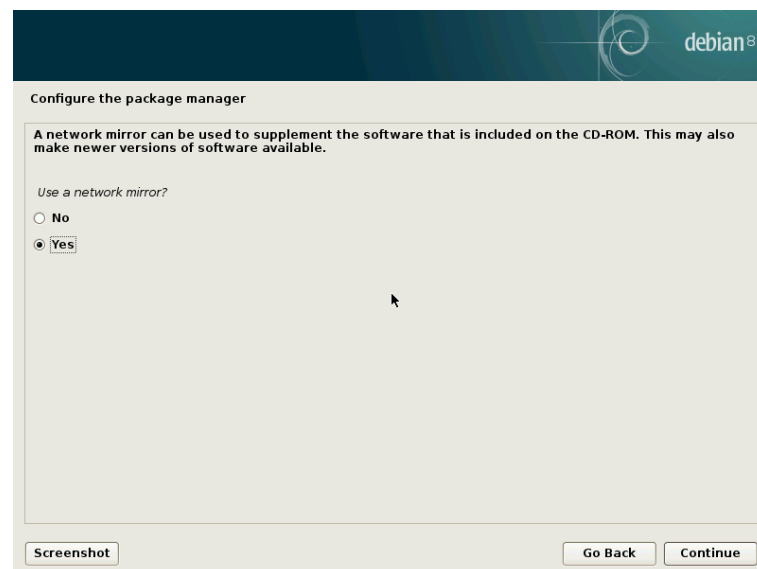 debian 8
Configure the package manager
A network mirror can be used to supplement the software that is included on the CD-ROM. This may also
make newer versions of software available.
Use a network mirror?
No
Yes
Screenshot
Go Back
Continue